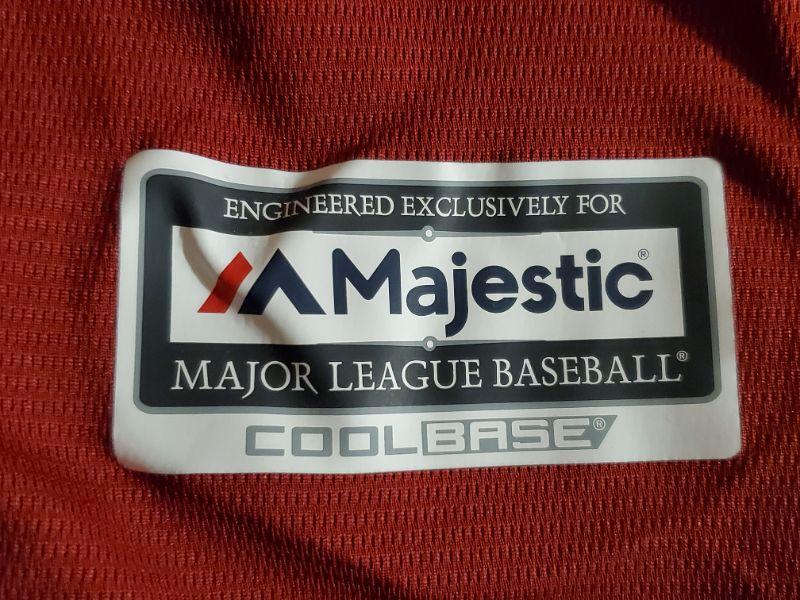 ENGINEERED EXCLUSIVELY FOR
Majestic®
MAJOR LEAGUE BASEBALL®
COOLBASE®